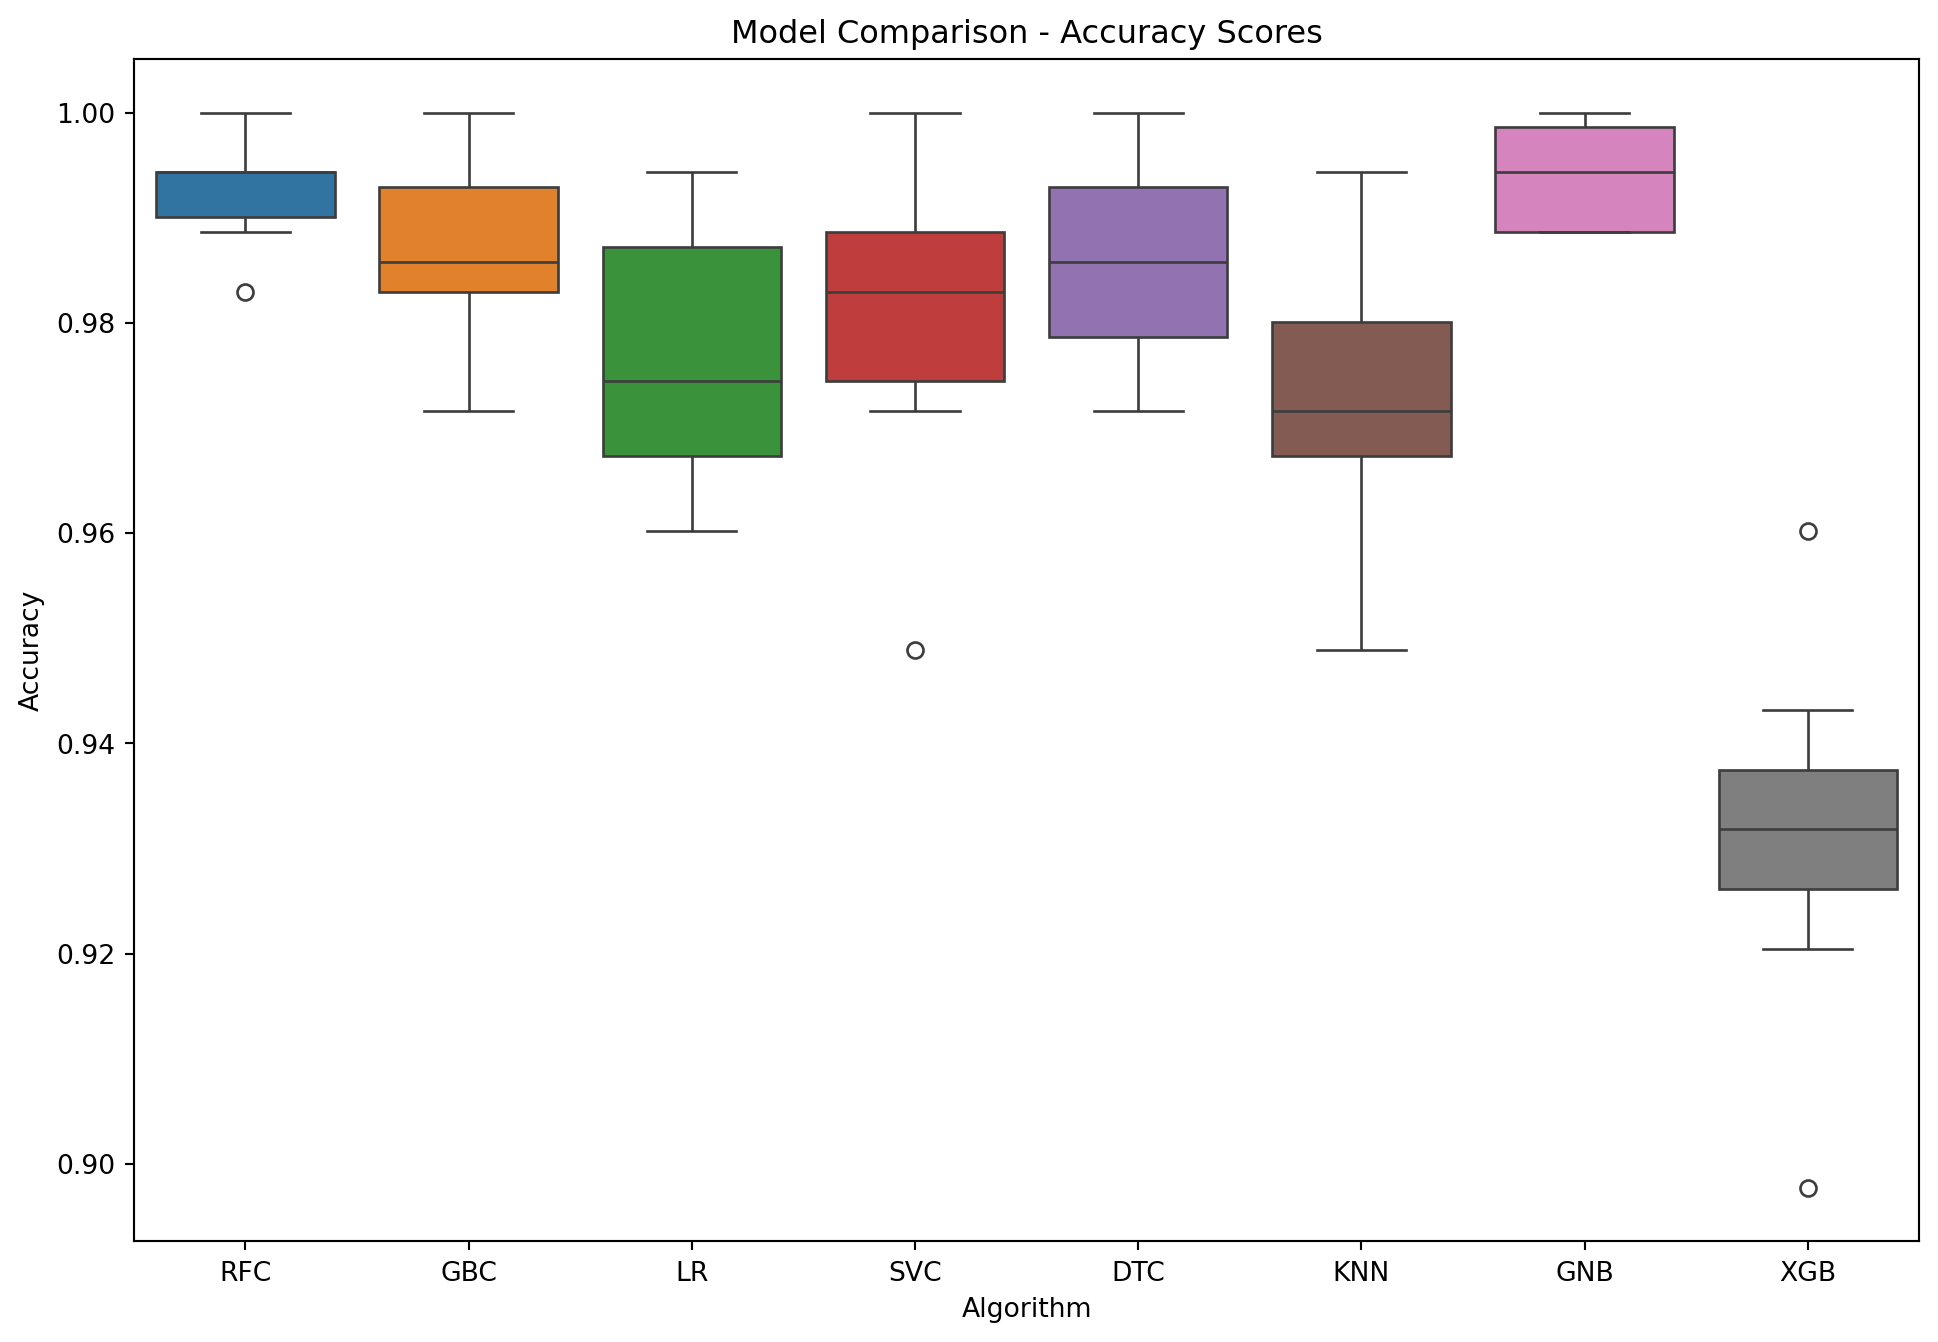 Model Comparison - Accuracy Scores
1.00
0.98
0.96
0.94
0.92
0.90
Accuracy
RFC GBC LR SVC DTC KNN GNB XGB
Algorithm